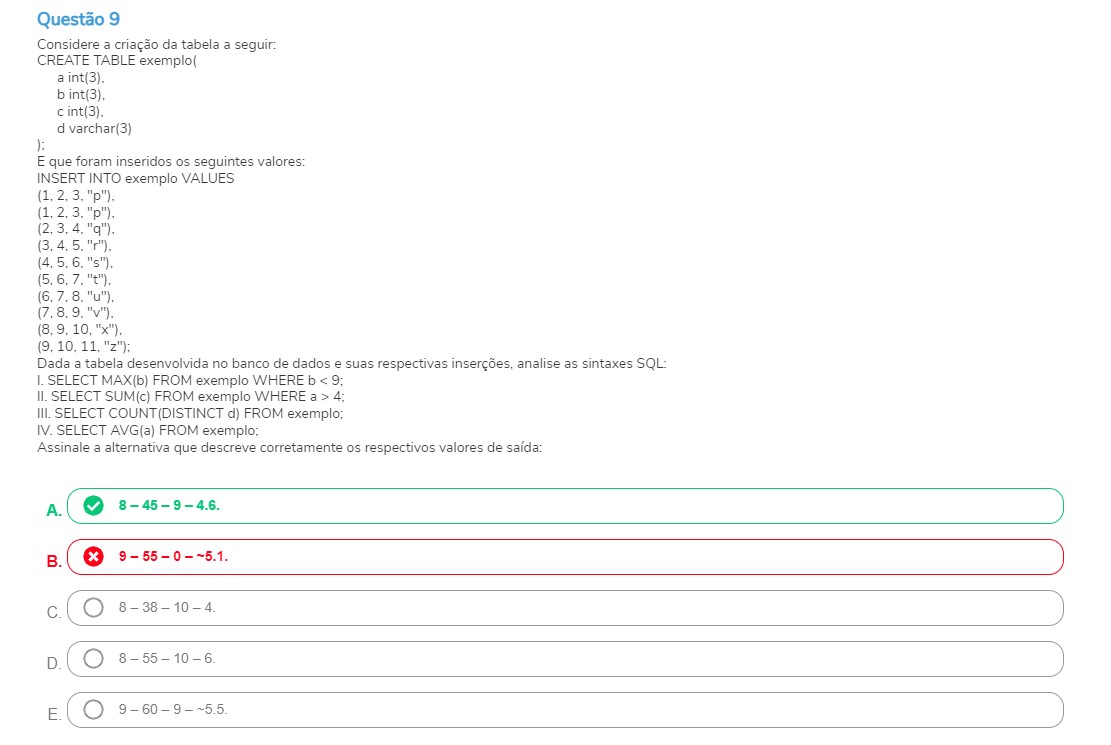 Questão 9
Considere a criação da tabela a seguir:
CREATE TABLE exemplo(
a int(3),
b int(3),
c int(3),
d varchar(3)
);
E que foram inseridos os seguintes valores:
INSERT INTO exemplo VALUES
(1, 2, 3, "p"),
(1, 2, 3, "p"),
(2, 3, 4, "q"),
(3, 4, 5, "r"),
(4, 5, 6, "s"),
(5, 6, 7, "t"),
(6, 7, 8, "u"),
(7, 8, 9, "v"),
(8, 9, 10, "x"),
(9, 10, 11, "z");
Dada a tabela desenvolvida no banco de dados e suas respectivas inserções, analise as sintaxes SQL:
I. SELECT MAX(b) FROM exemplo WHERE b < 9;
II. SELECT SUM(c) FROM exemplo WHERE a > 4;
III. SELECT COUNT(DISTINCT d) FROM exemplo;
IV. SELECT AVG(a) FROM exemplo;
Assinale a alternativa que descreve corretamente os respectivos valores de saída:
A. 8 – 45 – 9 – 4.6.
B. 9 – 55 – 0 – ~5.1.
C. 8 – 38 – 10 – 4.
D. 8 – 55 – 10 – 6.
E. 9 – 60 – 9 – ~5.5.